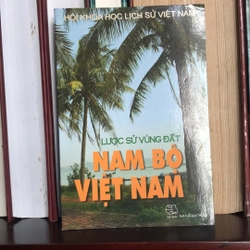 HỘI KHOA HỌC LỊCH SỬ VIỆT NAM
LƯỢC SỬ VÙNG ĐẤT
NAM BỘ
VIỆT NAM